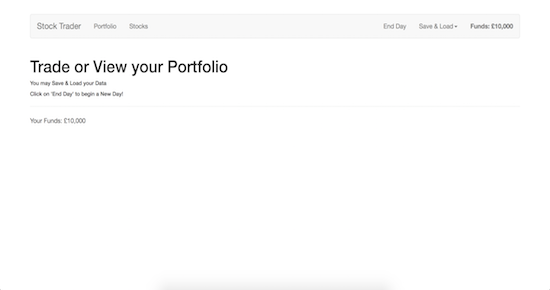 Stock Trader Portfolio Stocks End Day Save & Load Funds: £10,000
Trade or View your Portfolio
You may Save & Load your Data
Click on 'End Day' to begin a New Day!
Your Funds: £10,000